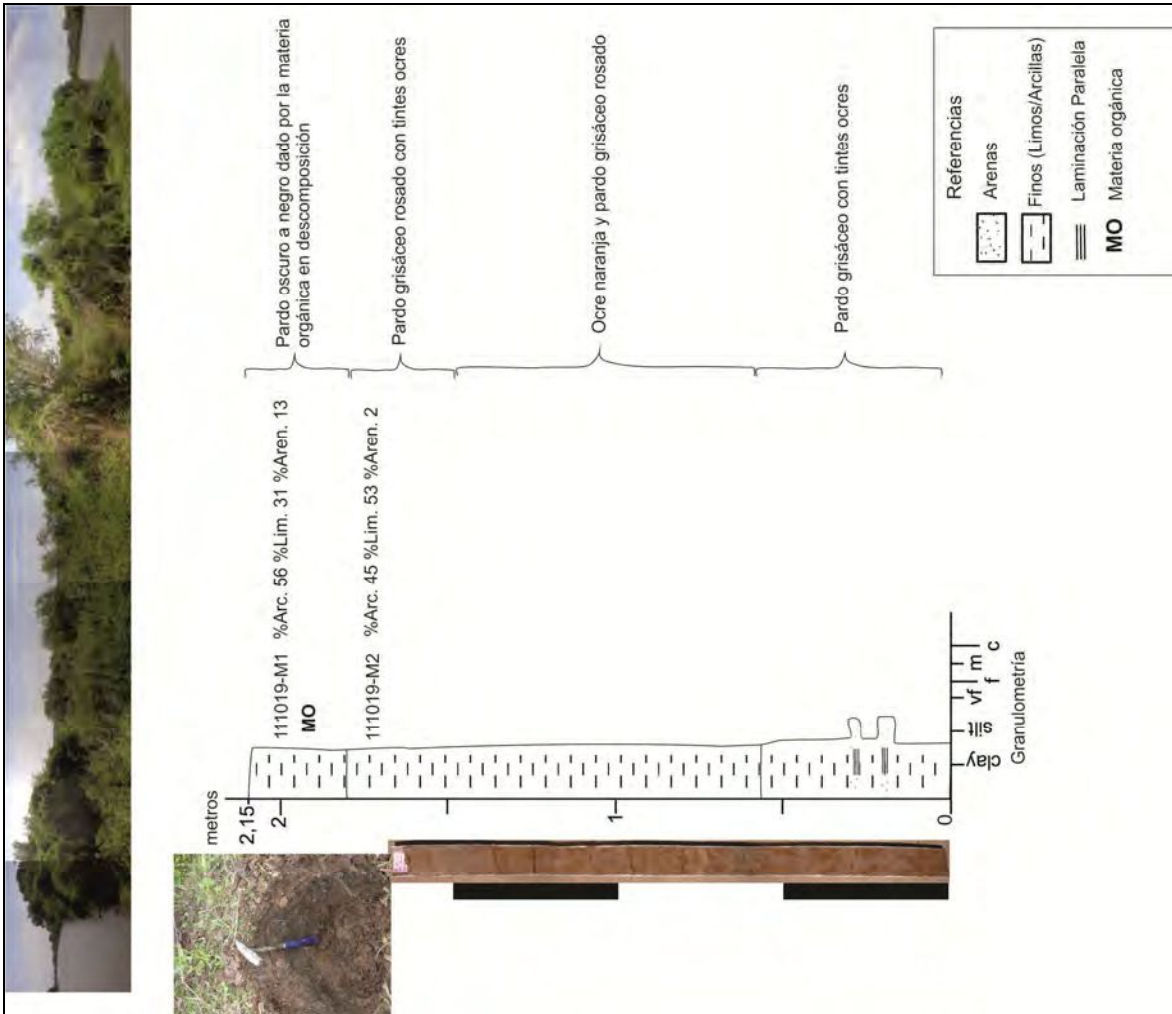 metros
2,15
2
1
0
111019-M1 %Arc. 56 %Lim. 31 %Aren. 13
MO
111019-M2 %Arc. 45 %Lim. 53 %Aren. 2
Pardo oscuro a negro dado por la materia
orgánica en descomposición
Pardo grisáceo rosado con tintes ocres
Ocre naranja y pardo grisáceo rosado
Pardo grisáceo con tintes ocres
clay silt vf f m c
Granulometría
Referencias
Arenas
Finos (Limos/Arcillas)
Laminación Paralela
MO Materia orgánica